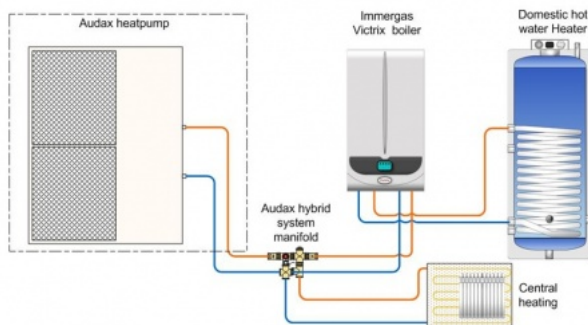 Audax heatpump
Immergas
Victrix boiler
Domestic hot
water Heater
Audax hybrid
system
manifold
Central
heating